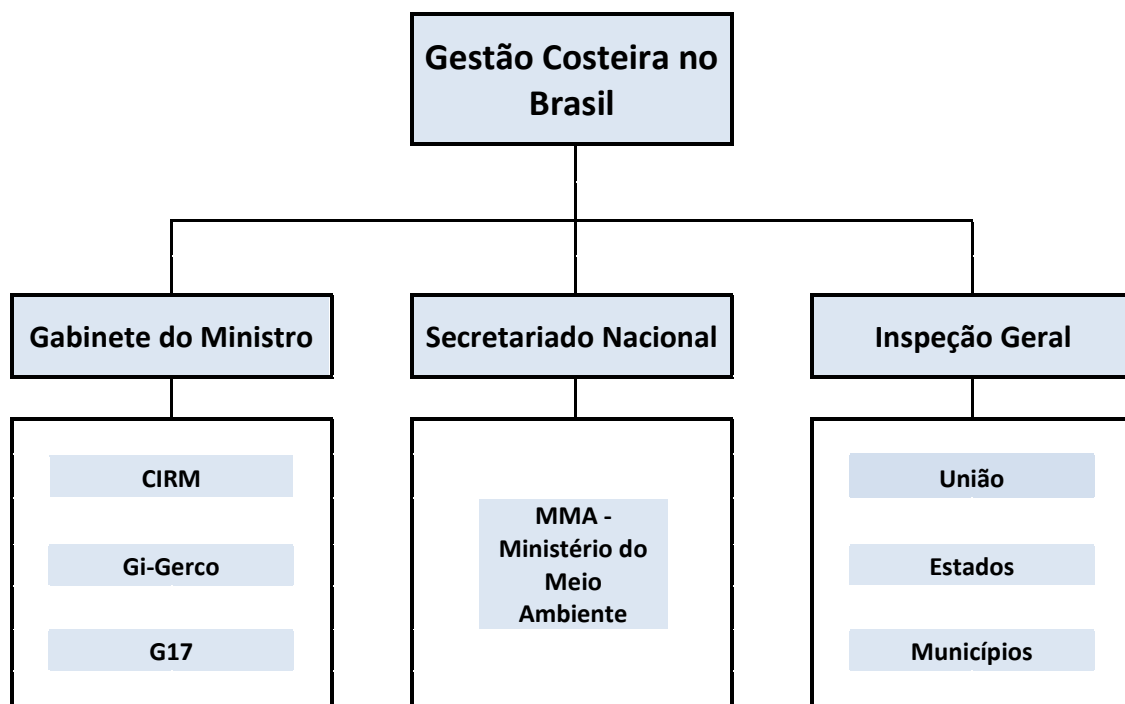 Gestão Costeira no
Brasil
Gabinete do Ministro
Secretariado Nacional
Inspeção Geral
CIRM
Gi-Gerco
G17
MMA -
Ministério do
Meio
Ambiente
União
Estados
Municípios